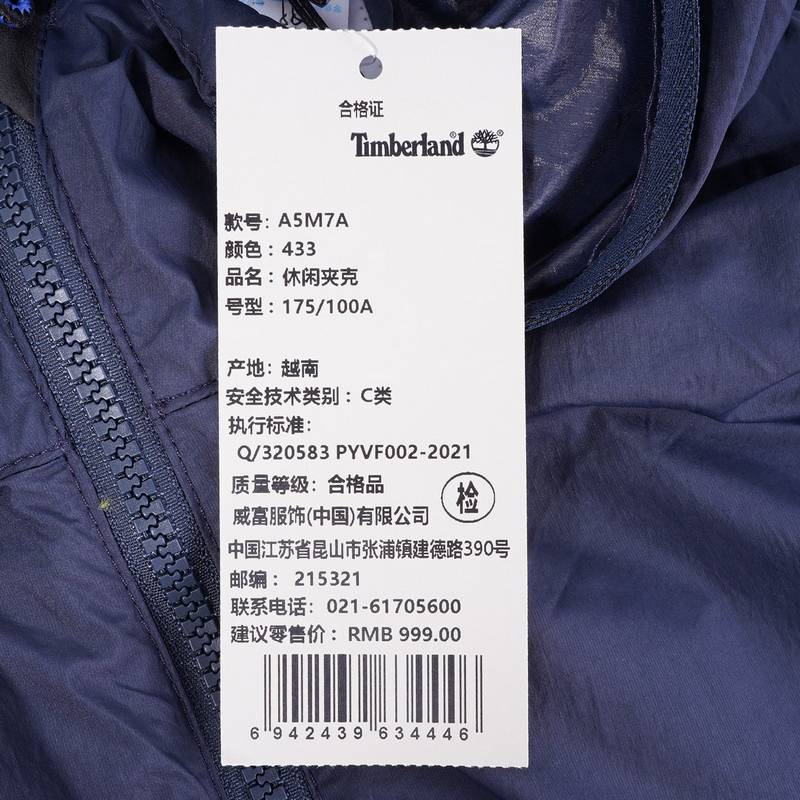 合格证
Timberland®
款号: A5M7A
颜色: 433
品名: 休闲夹克
号型: 175/100A
产地: 越南
安全技术类别: C类
执行标准:
Q/320583 PYVF002-2021
质量等级: 合格品
检
威富服饰(中国)有限公司
中国江苏省昆山市张浦镇建德路390号
邮编: 215321
联系电话: 021-61705600
建议零售价: RMB 999.00
6 942439 634446